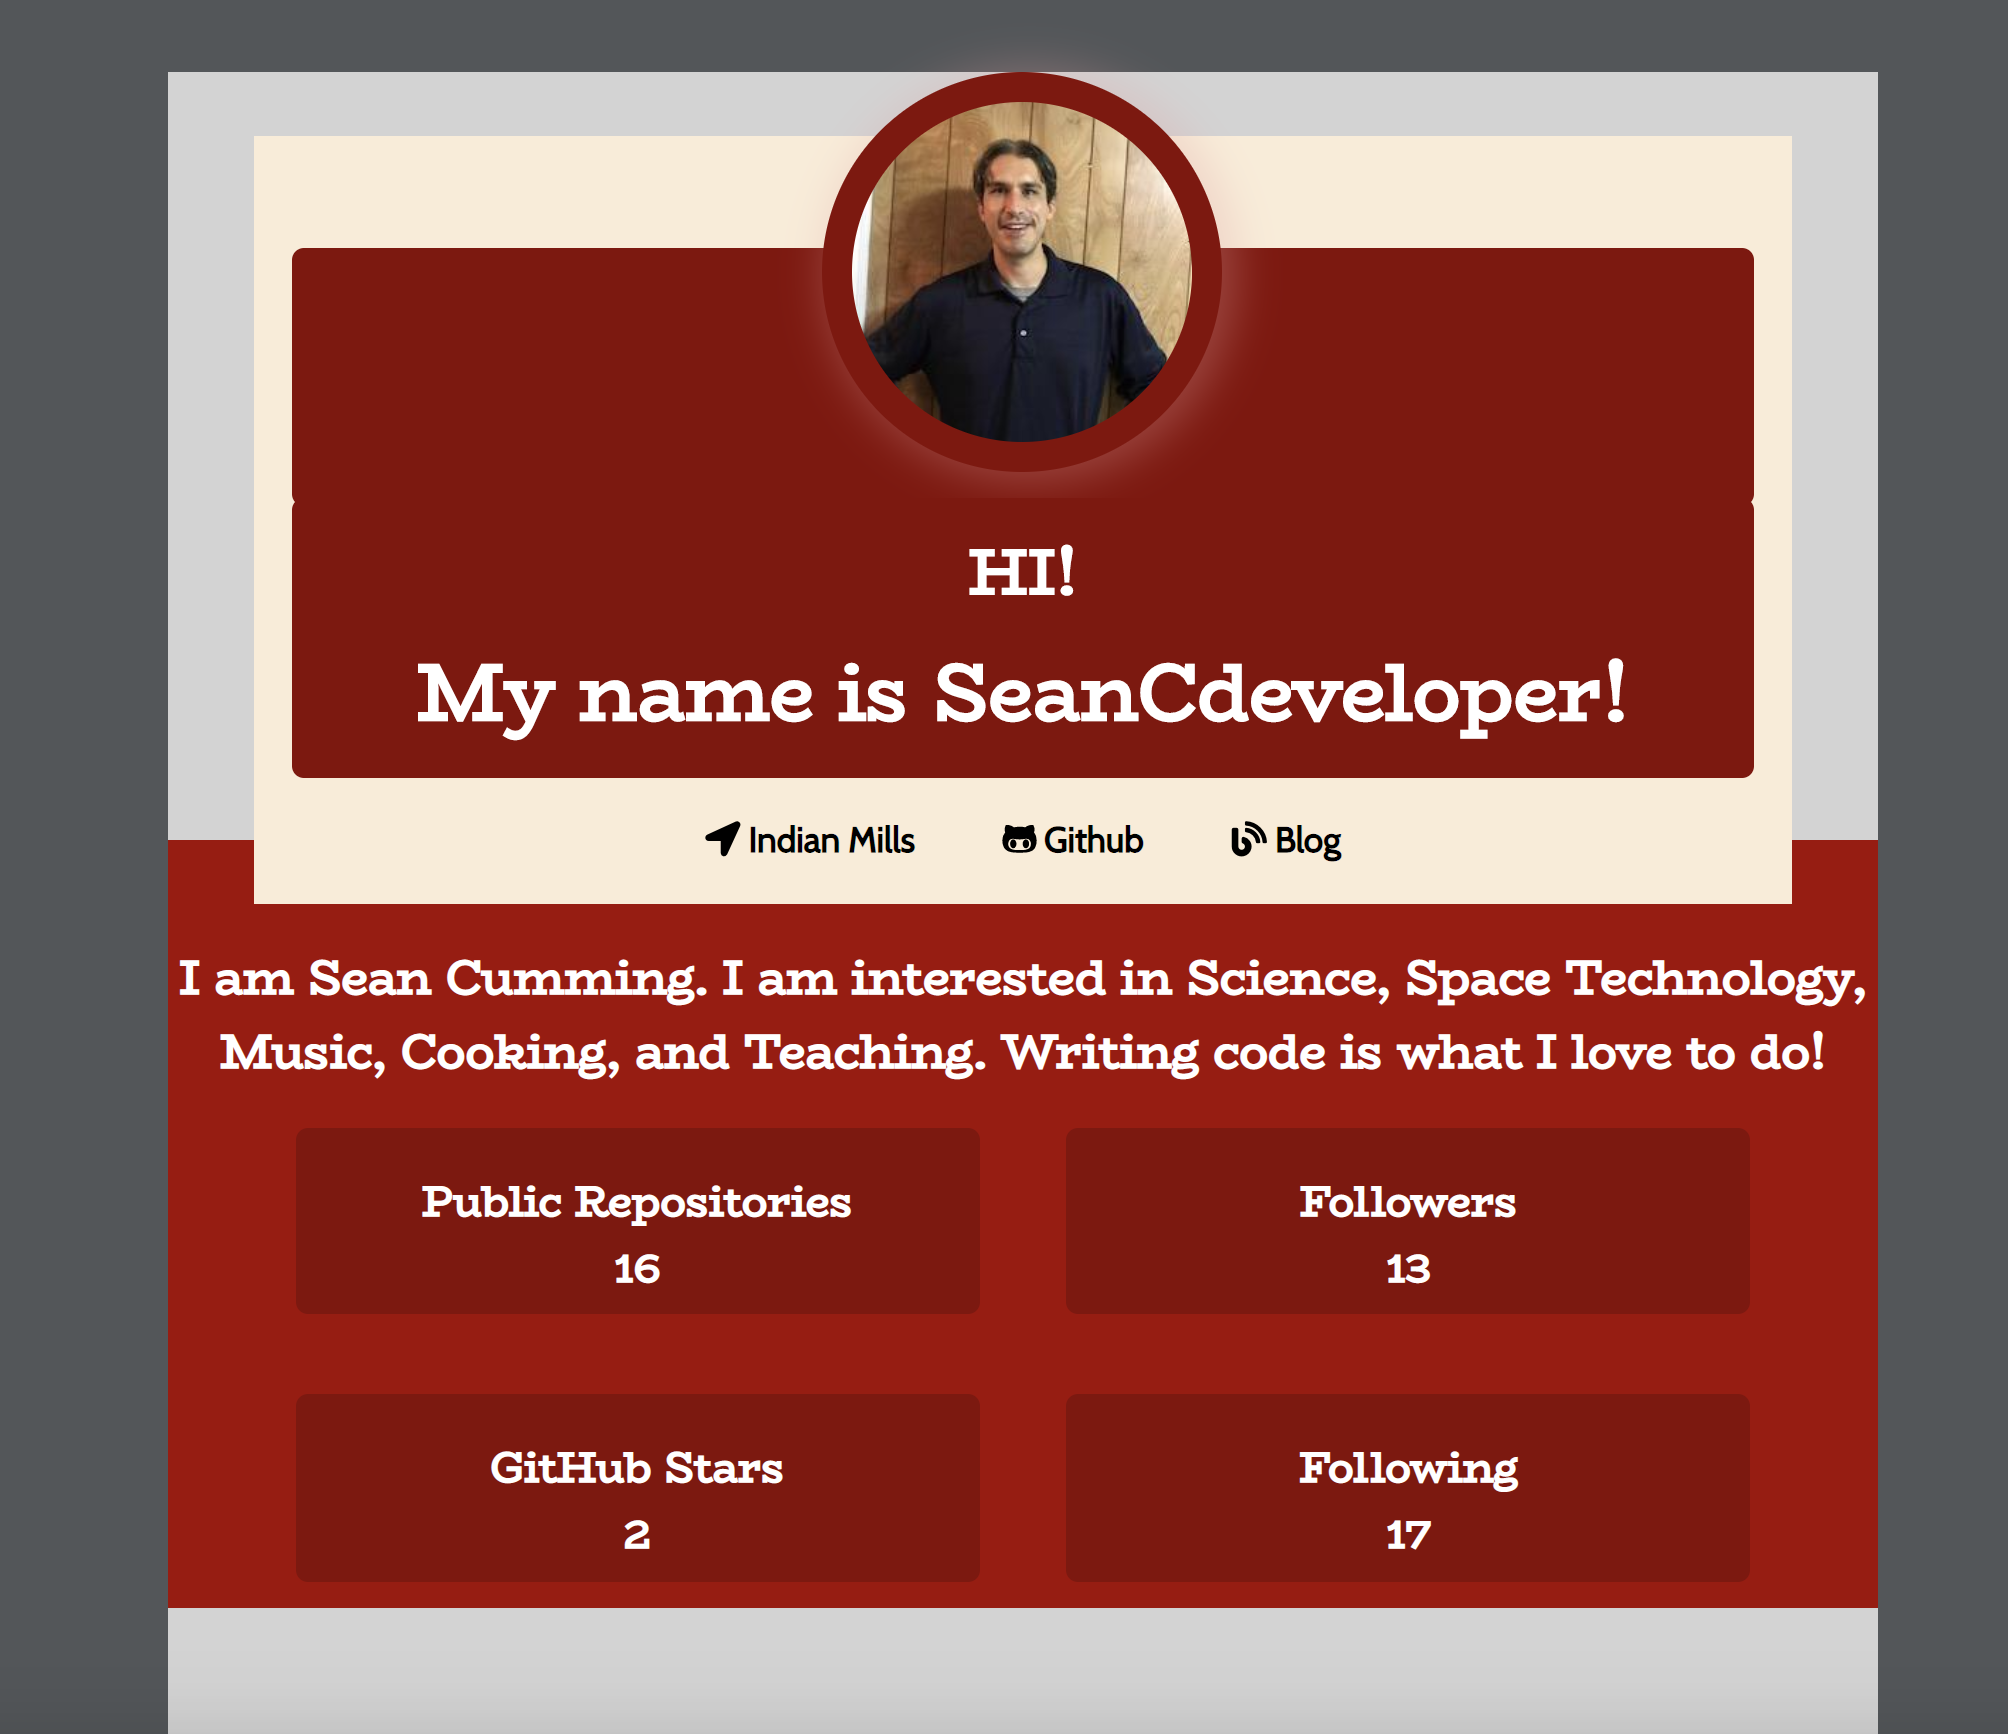 HI!
My name is SeanCdeveloper!
Indian Mills Github Blog
I am Sean Cumming. I am interested in Science, Space Technology,
Music, Cooking, and Teaching. Writing code is what I love to do!
Public Repositories
16
Followers
13
GitHub Stars
2
Following
17